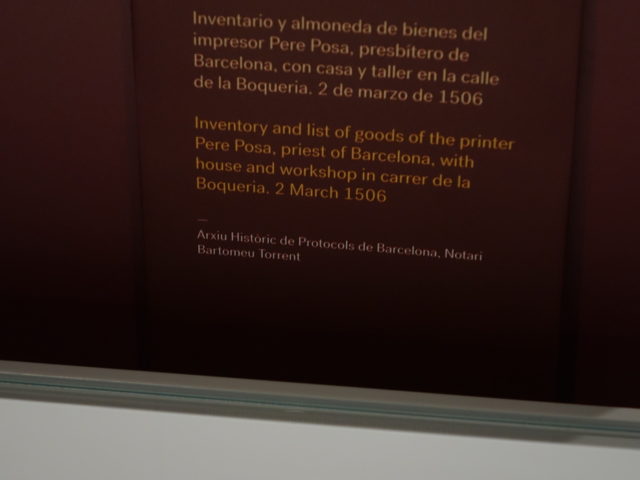 Inventario y almoneda de bienes del
impresor Pere Posa, presbítero de
Barcelona, con casa y taller en la calle
de la Boqueria. 2 de marzo de 1506
Inventory and list of goods of the printer
Pere Posa, priest of Barcelona, with
house and workshop in carrer de la
Boqueria. 2 March 1506
—
Arxiu Històric de Protocols de Barcelona, Notari
Bartomeu Torrent